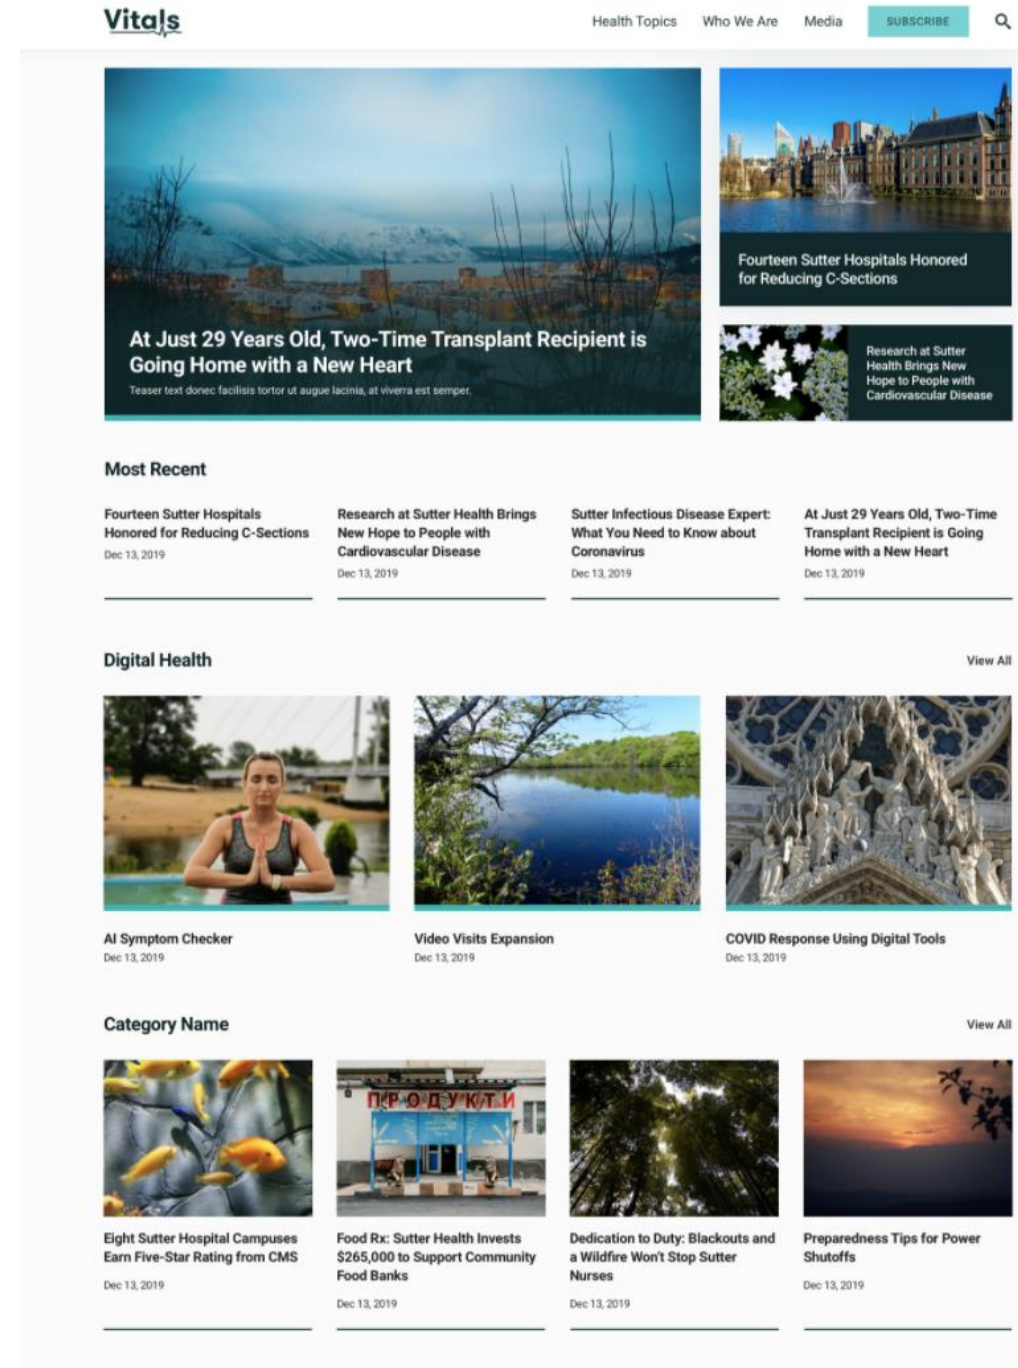 Vitals
Health Topics
Who We Are
Media
SUBSCRIBE
At Just 29 Years Old, Two-Time Transplant Recipient is
Going Home with a New Heart
Teaser text donec facilisis tortor ut augue lacinia, at viverra est semper.
Fourteen Sutter Hospitals Honored
for Reducing C-Sections
Research at Sutter
Health Brings New
Hope to People with
Cardiovascular Disease
Most Recent
Fourteen Sutter Hospitals
Honored for Reducing C-Sections
Dec 13, 2019
Research at Sutter Health Brings
New Hope to People with
Cardiovascular Disease
Dec 13, 2019
Sutter Infectious Disease Expert:
What You Need to Know about
Coronavirus
Dec 13, 2019
At Just 29 Years Old, Two-Time
Transplant Recipient is Going
Home with a New Heart
Dec 13, 2019
Digital Health
View All
AI Symptom Checker
Dec 13, 2019
Video Visits Expansion
Dec 13, 2019
COVID Response Using Digital Tools
Dec 13, 2019
Category Name
View All
ПРОДУКТИ
Eight Sutter Hospital Campuses
Earn Five-Star Rating from CMS
Dec 13, 2019
Food Rx: Sutter Health Invests
$265,000 to Support Community
Food Banks
Dec 13, 2019
Dedication to Duty: Blackouts and
a Wildfire Won't Stop Sutter
Nurses
Dec 13, 2019
Preparedness Tips for Power
Shutoffs
Dec 13, 2019